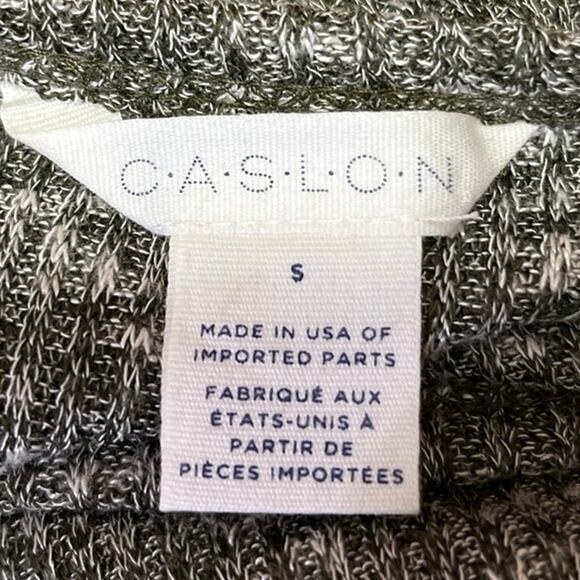 C·A·S·L·O·N
S
MADE IN USA OF
IMPORTED PARTS
FABRIQUÉ AUX
ÉTATS-UNIS À
PARTIR DE
PIÈCES IMPORTÉES